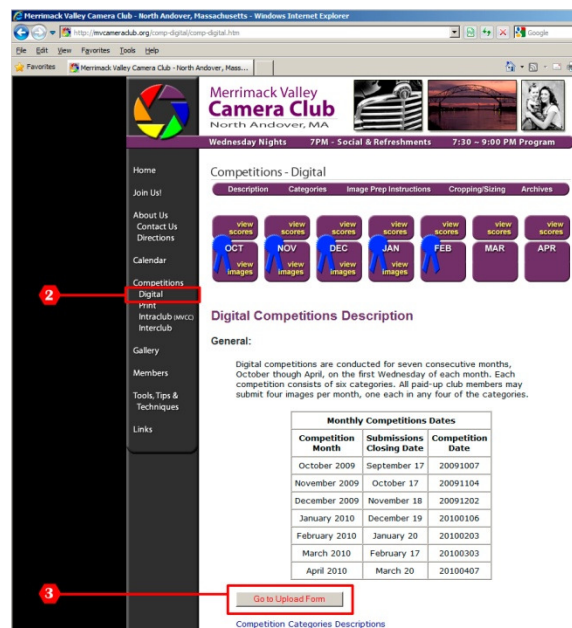 Merrimack Valley Camera Club - North Andover, Massachusetts - Windows Internet Explorer
http://mvcameraclub.org/comp-digital/comp-digital.htm
Google
File Edit View Favorites Tools Help
Favorites Merrimack Valley Camera Club - North Andover, Mass...
Merrimack Valley
Camera Club
North Andover, MA
Wednesday Nights 7PM - Social & Refreshments 7:30 – 9:00 PM Program
Home
Join Us!
About Us
Contact Us
Directions
Calendar
Competitions
2
Digital
Print
Intraclub (MVCC)
Interclub
Gallery
Members
Tools, Tips &
Techniques
Links
Competitions - Digital
Description Categories Image Prep Instructions Cropping/Sizing Archives
view scores view scores view scores view scores view scores view scores view scores
OCT NOV DEC JAN FEB MAR APR
view images view images view images view images
Digital Competitions Description
General:
Digital competitions are conducted for seven consecutive months,
October though April, on the first Wednesday of each month. Each
competition consists of six categories. All paid-up club members may
submit four images per month, one each in any four of the categories.
Monthly Competitions Dates
Competition Month Submissions Closing Date Competition Date
October 2009 September 17 20091007
November 2009 October 17 20091104
December 2009 November 18 20091202
January 2010 December 19 20100106
February 2010 January 20 20100203
March 2010 February 17 20100303
April 2010 March 20 20100407
3
Go to Upload Form
Competition Categories Descriptions